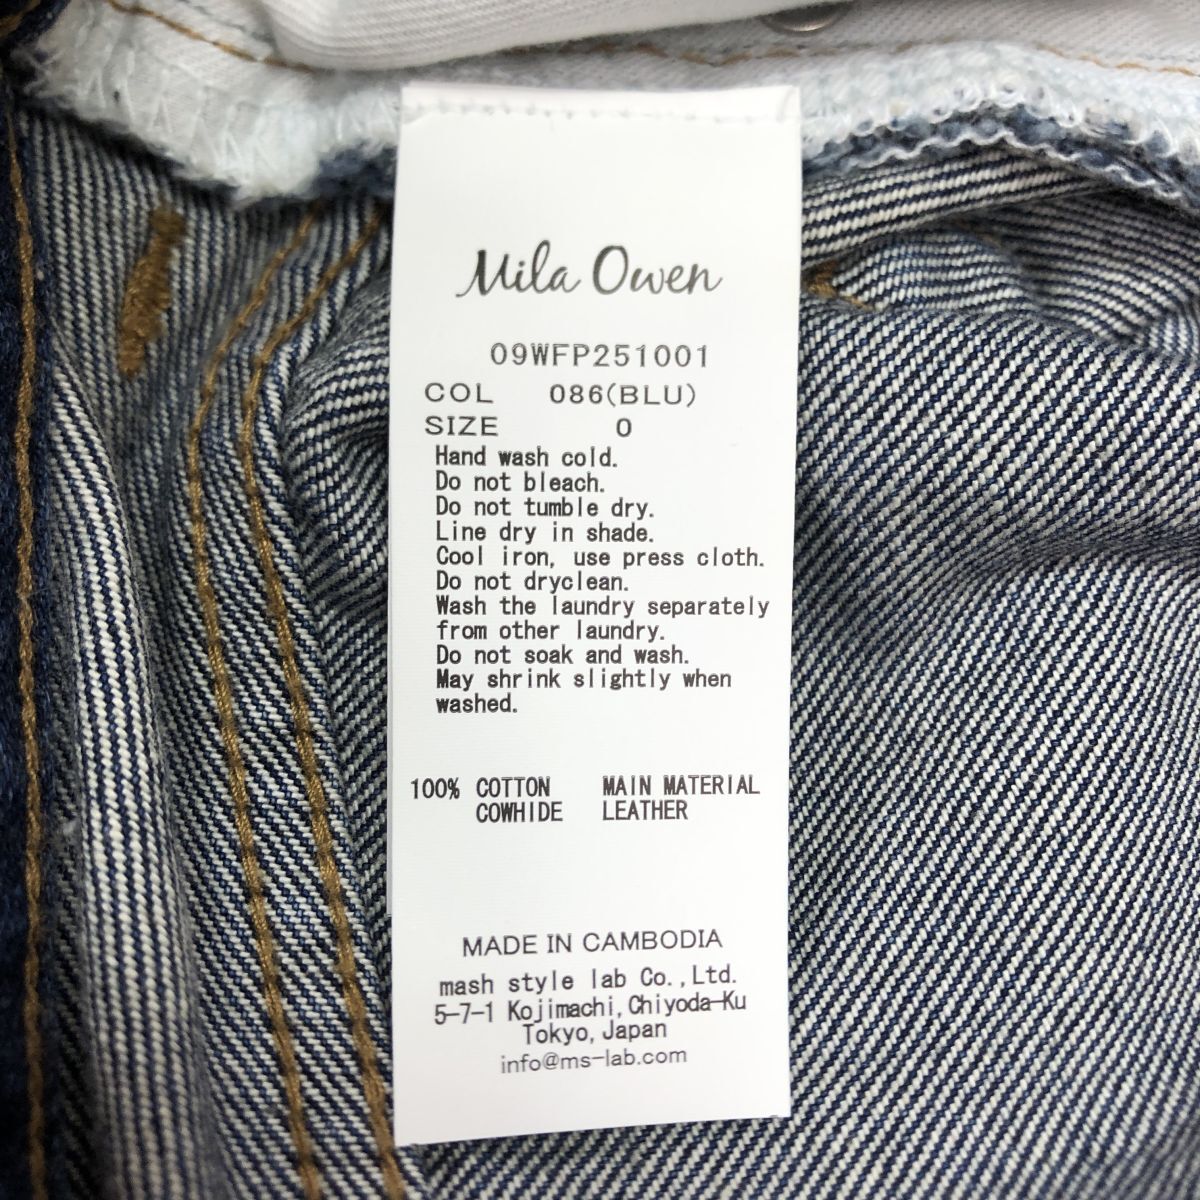 Mila Owen
09WFP251001
COL 086(BLU)
SIZE 0
Hand wash cold.
Do not bleach.
Do not tumble dry.
Line dry in shade.
Cool iron, use press cloth.
Do not dryclean.
Wash the laundry separately
from other laundry.
Do not soak and wash.
May shrink slightly when
washed.
100% COTTON MAIN MATERIAL
COWHIDE LEATHER
MADE IN CAMBODIA
mash style lab Co.,Ltd.
5-7-1 Kojimachi,Chiyoda-Ku
Tokyo,Japan
info@ms-lab.com